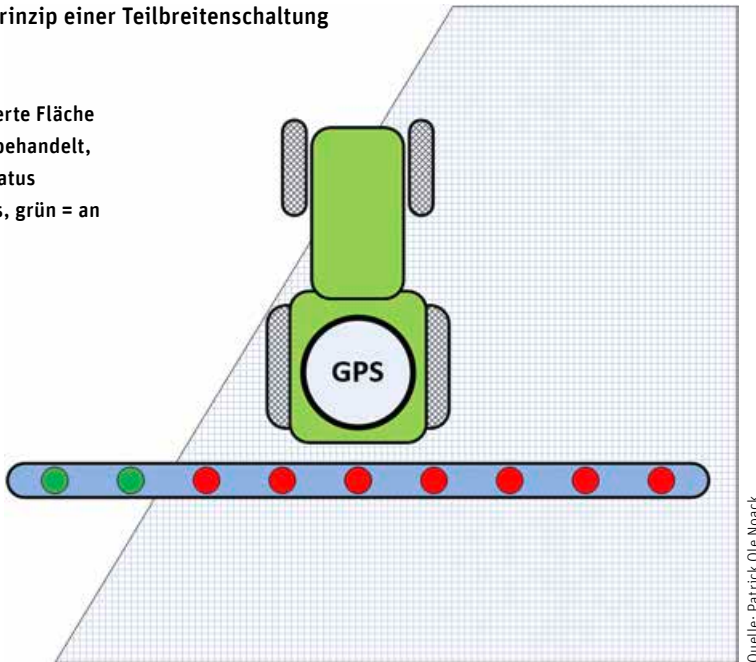 rinzip einer Teilbreitenschaltung
erte Fläche
behandelt,
atus
s, grün = an
GPS
Quelle: Patrick Ole Noack